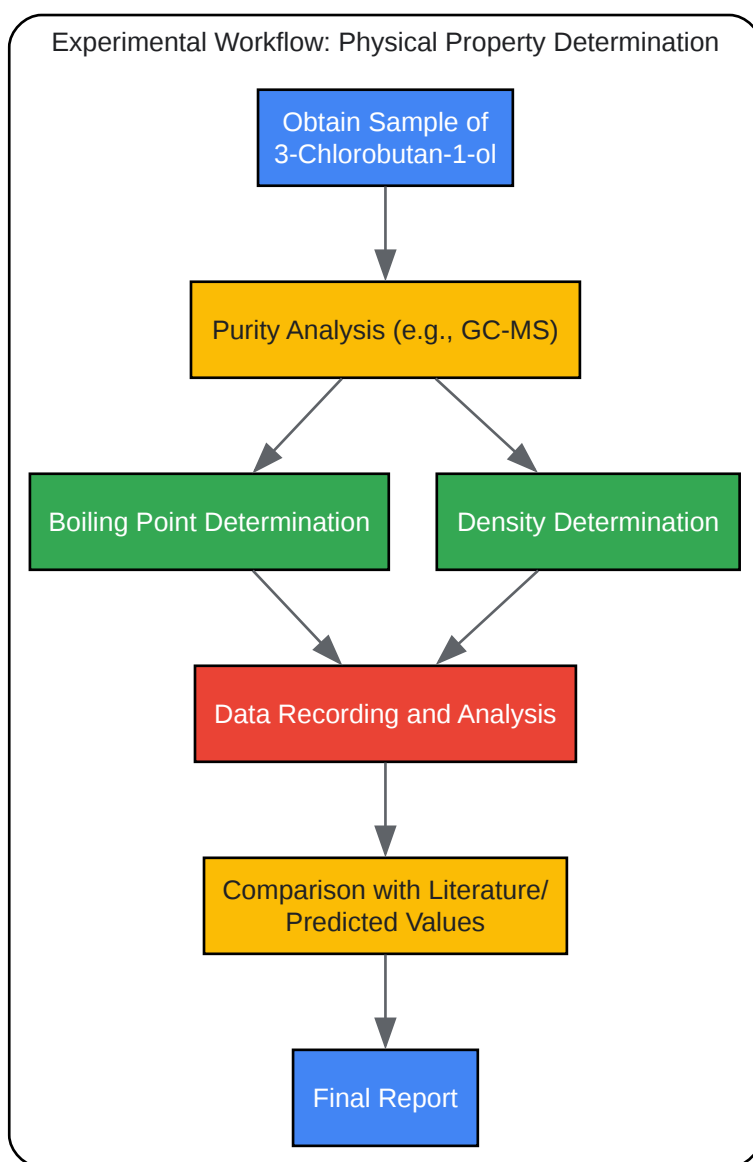 Experimental Workflow: Physical Property Determination
Obtain Sample of
3-Chlorobutan-1-ol
Purity Analysis (e.g., GC-MS)
Boiling Point Determination
Density Determination
Data Recording and Analysis
Comparison with Literature/
Predicted Values
Final Report